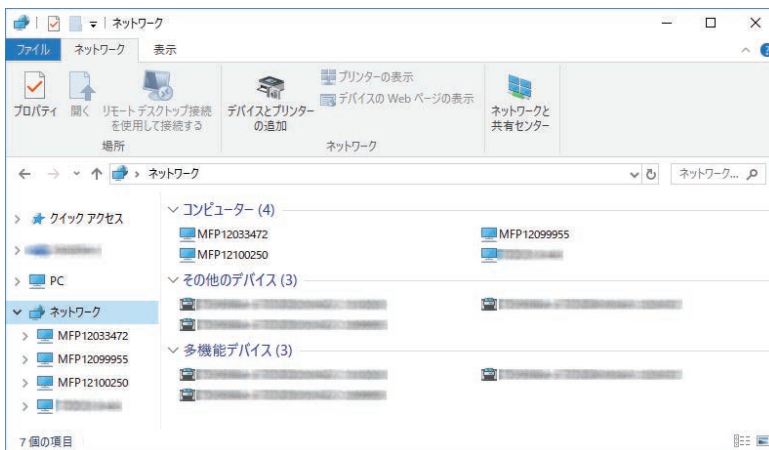 ネットワーク
ファイル ネットワーク 表示
プロパティ
開く
リモート デスクトップ接続
を使用して接続する
場所
デバイスとプリンター
の追加
プリンターの表示
デバイスの Web ページの表示
ネットワーク
ネットワークと
共有センター
ネットワーク
ネットワーク...
クイック アクセス
PC
ネットワーク
MFP12033472
MFP12099955
MFP12100250
コンピューター (4)
MFP12033472 MFP12099955
MFP12100250
その他のデバイス (3)
多機能デバイス (3)
7 個の項目